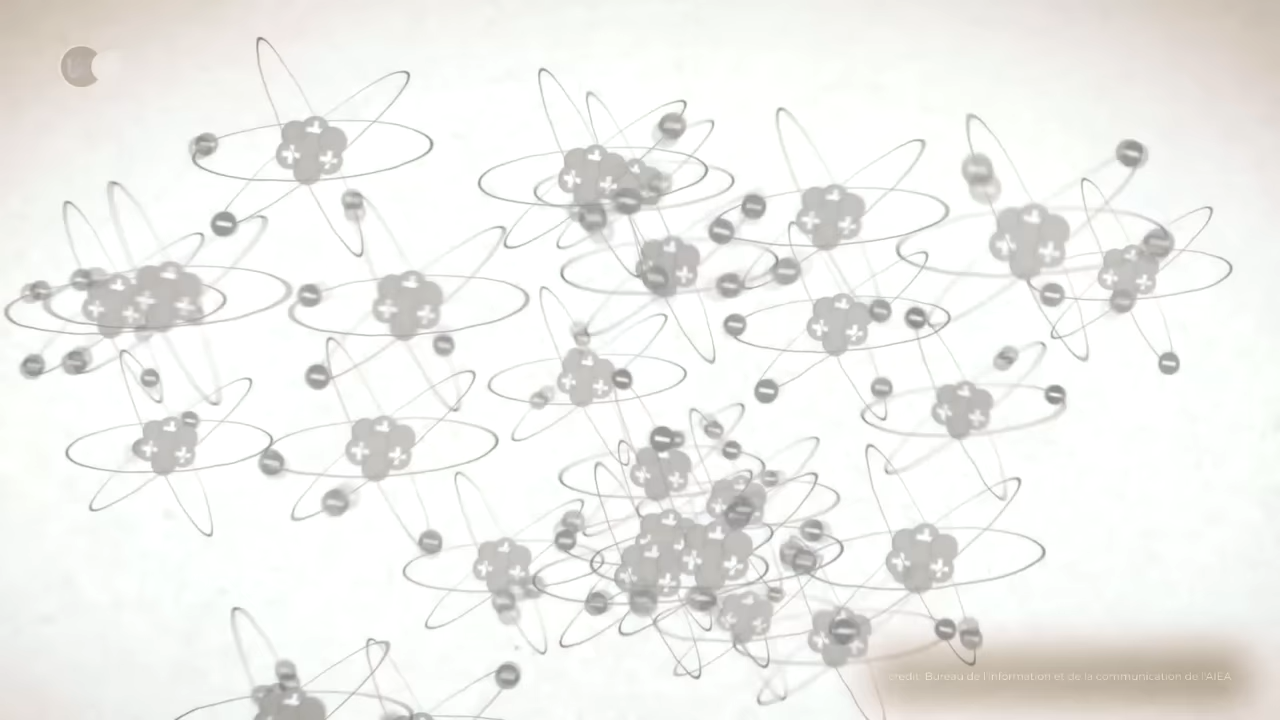 credit: Bureau de l'information et de la communication de l'AIEA